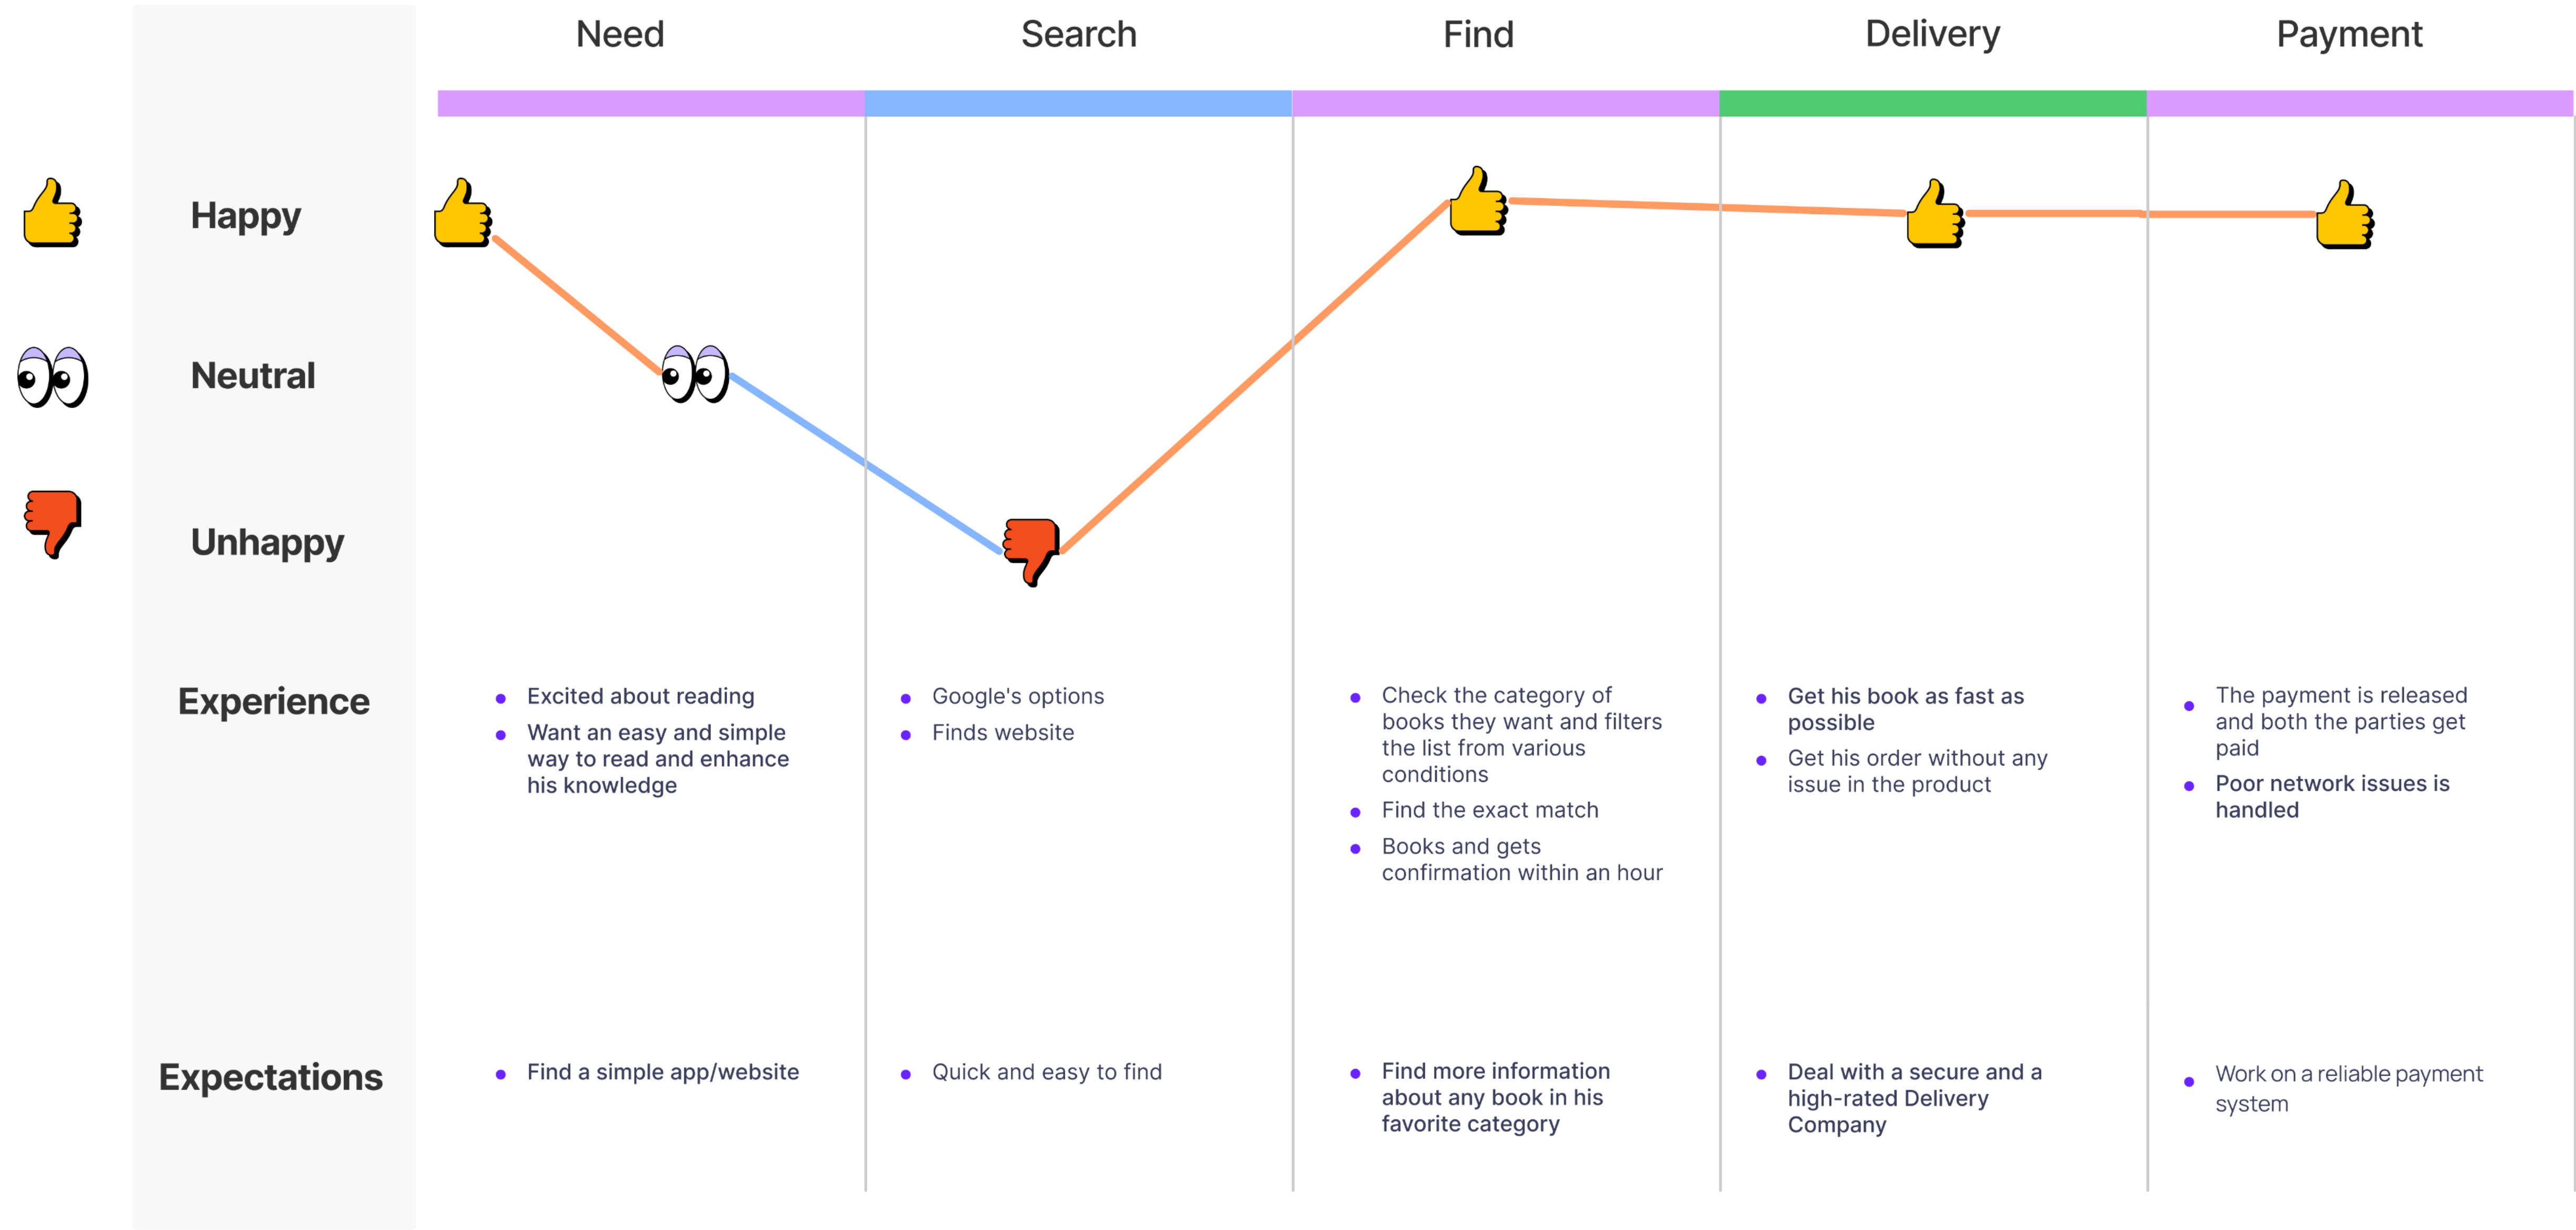 Need
Search
Find
Delivery
Payment
Happy
Neutral
Unhappy
Experience
Excited about reading
Want an easy and simple
way to read and enhance
his knowledge
Google's options
Finds website
Check the category of
books they want and filters
the list from various
conditions
Find the exact match
Books and gets
confirmation within an hour
Get his book as fast as
possible
Get his order without any
issue in the product
The payment is released
and both the parties get
paid
Poor network issues is
handled
Expectations
Find a simple app/website
Quick and easy to find
Find more information
about any book in his
favorite category
Deal with a secure and a
high-rated Delivery
Company
Work on a reliable payment
system